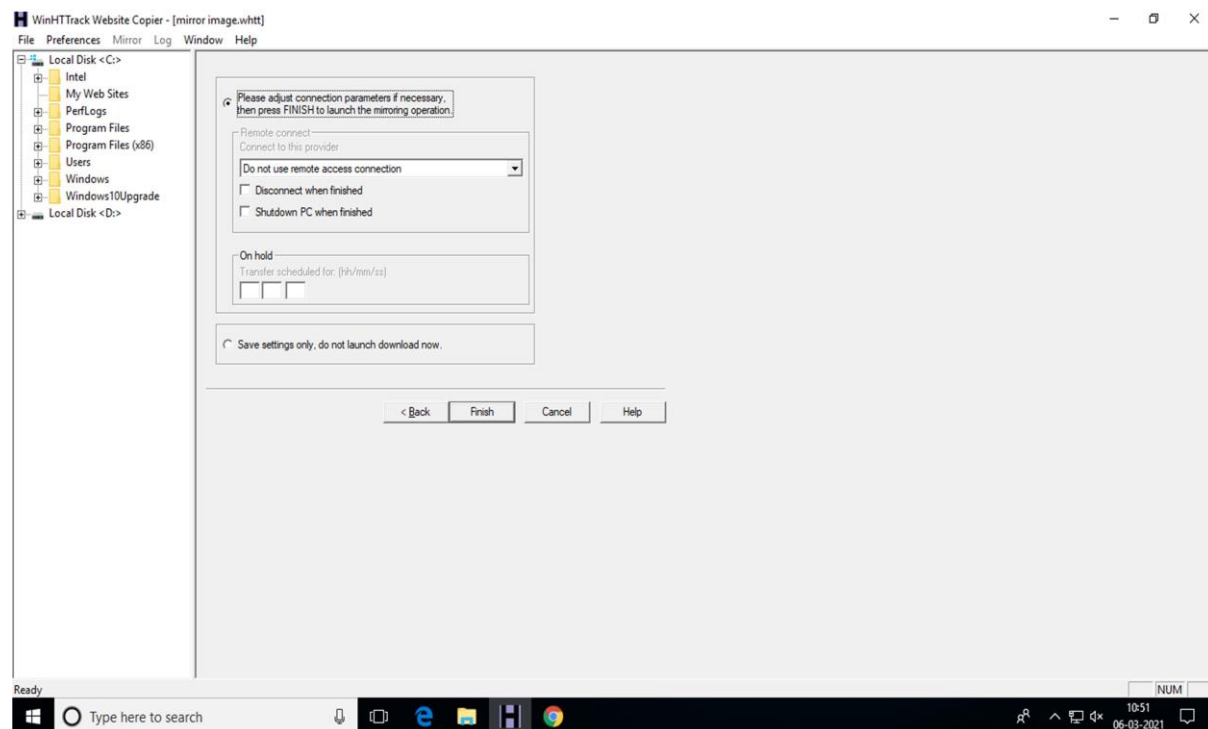 WinHTTrack Website Copier - [mirror image.whtt]
File Preferences Mirror Log Window Help
Local Disk <C:>
Intel
My Web Sites
PerfLogs
Program Files
Program Files (x86)
Users
Windows
Windows10Upgrade
Local Disk <D:>
Please adjust connection parameters if necessary,
then press FINISH to launch the mirroring operation.
Remote connect
Connect to this provider
Do not use remote access connection
Disconnect when finished
Shutdown PC when finished
On hold
Transfer scheduled for: (hh/mm/ss)
Save settings only, do not launch download now.
< Back Finish Cancel Help
Ready
NUM
Type here to search
10:51
06-03-2021